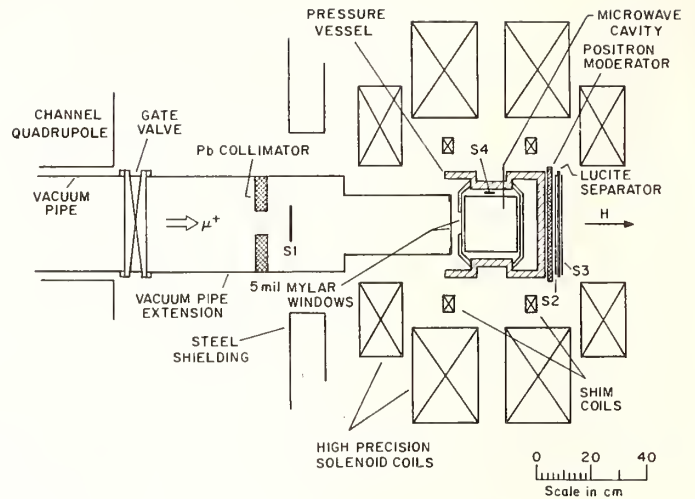 PRESSURE
VESSEL
MICROWAVE
CAVITY
POSITRON
MODERATOR
CHANNEL
QUADRUPOLE
GATE
VALVE
Pb COLLIMATOR
S4
LUCITE
SEPARATOR
VACUUM
PIPE
μ+
S1
H
S3
S2
5 mil MYLAR
WINDOWS
VACUUM PIPE
EXTENSION
STEEL
SHIELDING
SHIM
COILS
HIGH PRECISION
SOLENOID COILS
0 20 40
Scale in cm